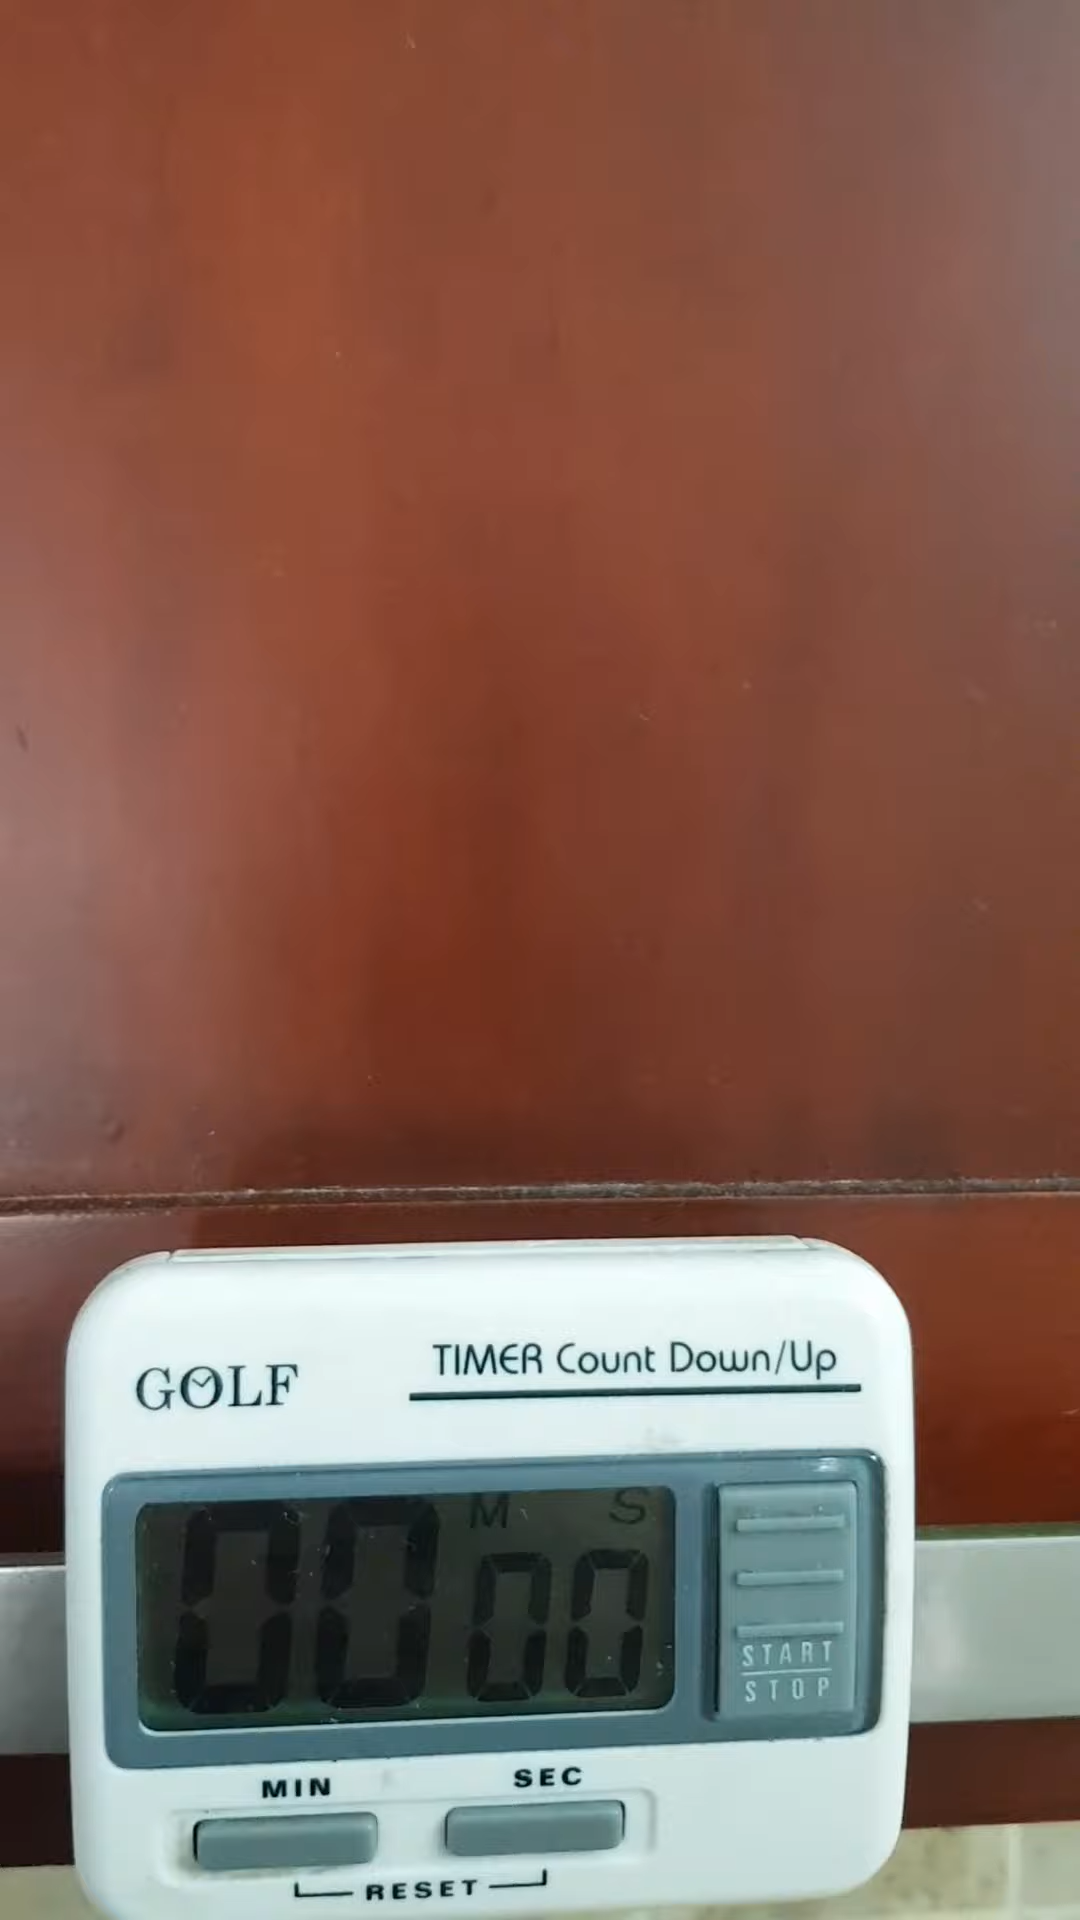 GOLF
TIMER Count Down/Up
M S
00 00
START
STOP
MIN SEC
RESET